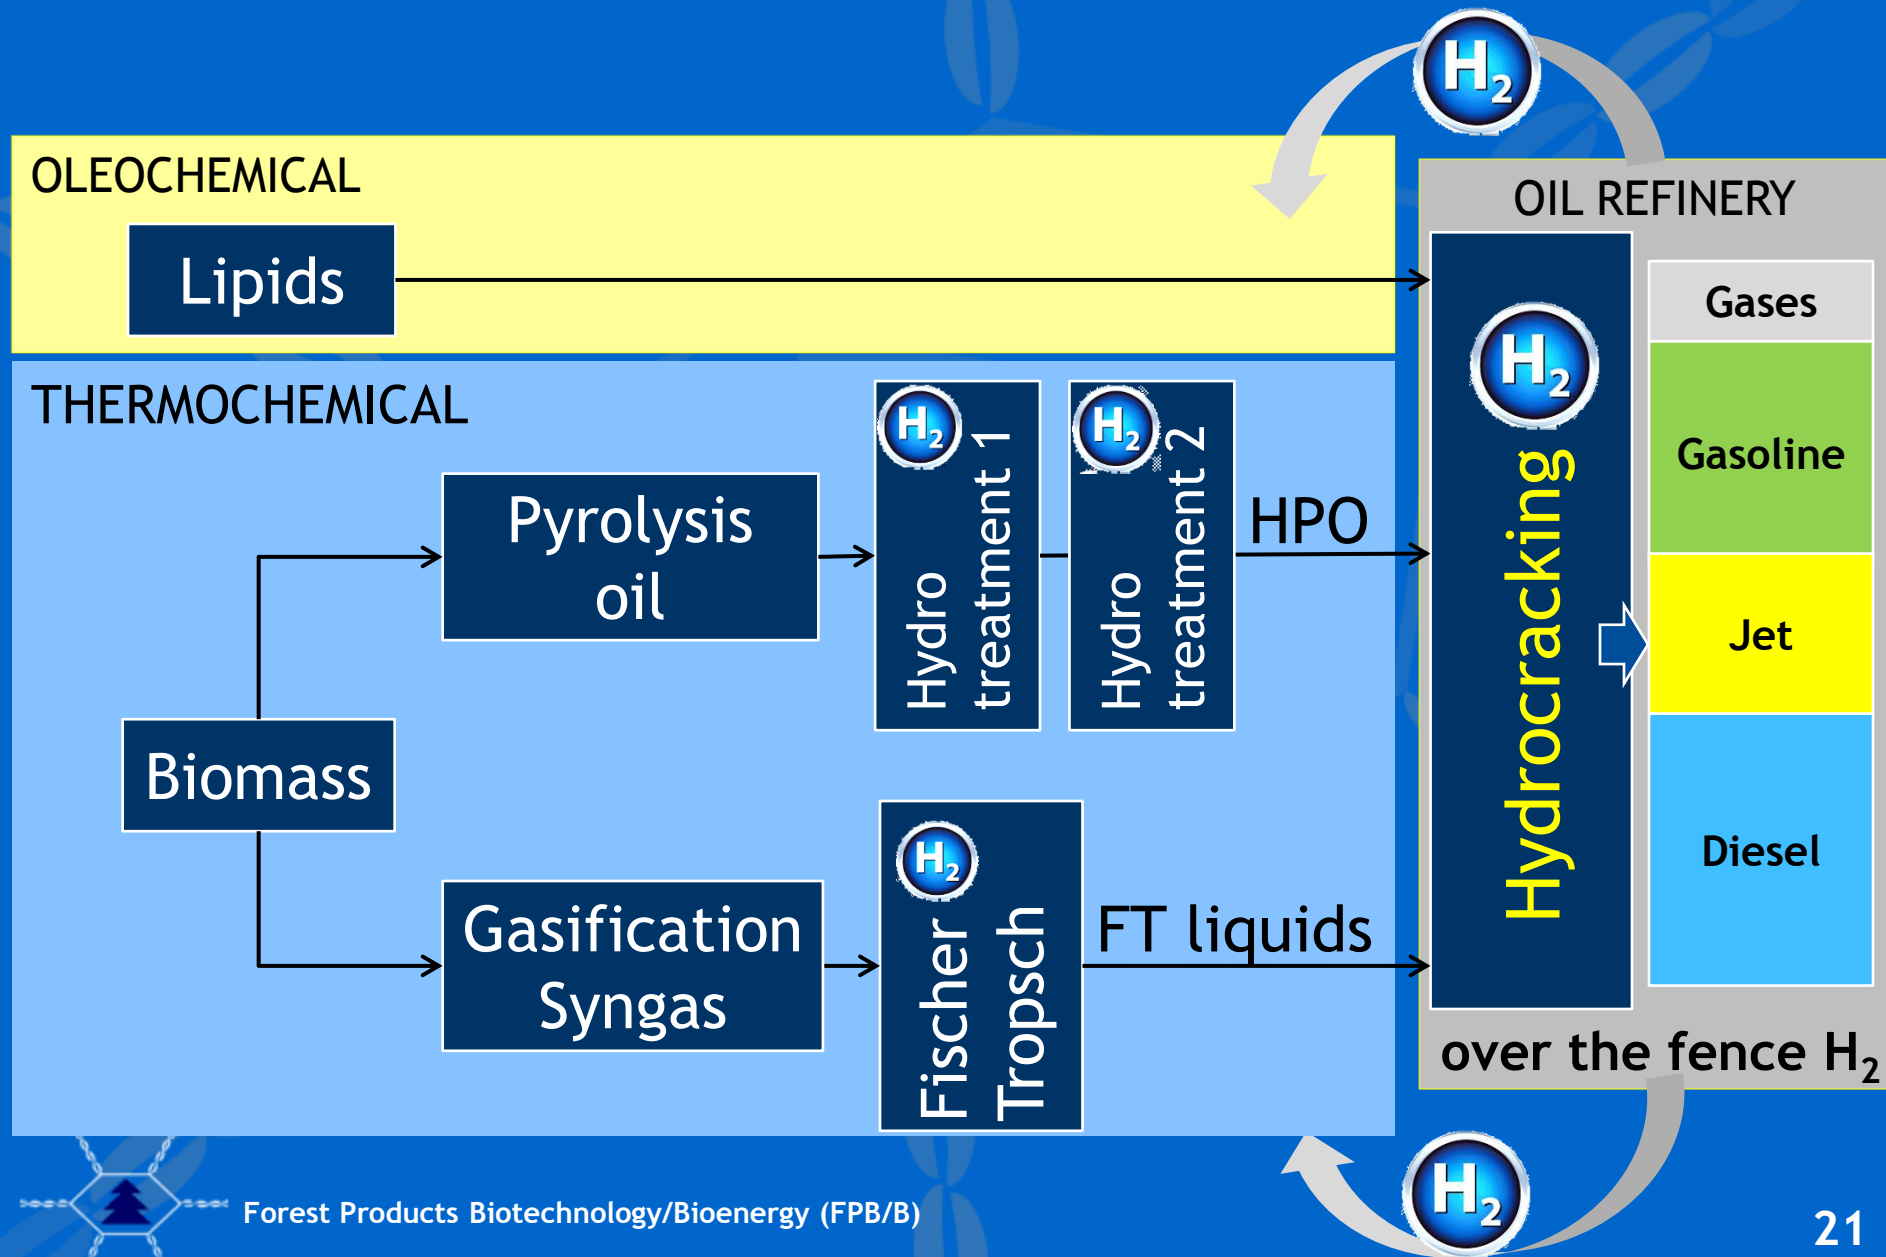 H₂
OLEOCHEMICAL
Lipids
THERMOCHEMICAL
Biomass
Pyrolysis
oil
H₂
Hydro
treatment 1
H₂
Hydro
treatment 2
HPO
Gasification
Syngas
H₂
Fischer
Tropsch
FT liquids
OIL REFINERY
H₂
Hydrocracking
Gases
Gasoline
Jet
Diesel
over the fence H₂
H₂
Forest Products Biotechnology/Bioenergy (FPB/B)
21